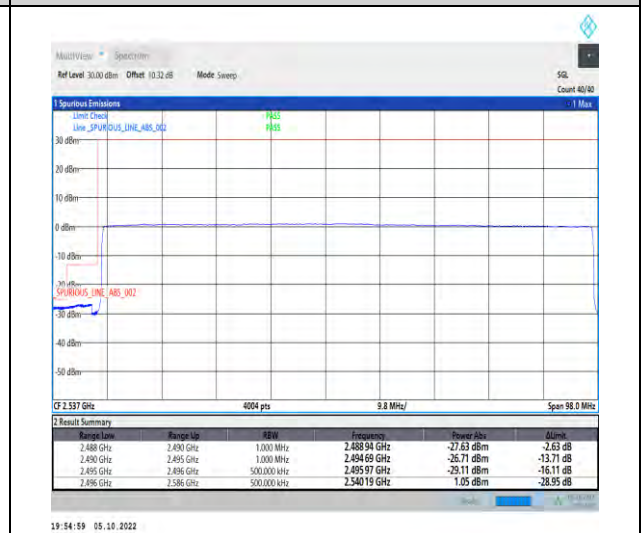 MultiView Spectrum
Ref Level 30.00 dBm Offset 10.32 dB Mode Sweep SGL
Count 40/40
1 Spurious Emissions 1 Max
Limit Check PASS
Line _SPURIOUS_LINE_ABS_002 PASS
30 dBm
20 dBm
10 dBm
0 dBm
-10 dBm
-20 dBm
_SPURIOUS_LINE_ABS_002
-30 dBm
-40 dBm
-50 dBm
CF 2.537 GHz 4004 pts 9.8 MHz/ Span 98.0 MHz
2 Result Summary
Range Low Range Up RBW Frequency Power Abs ΔLimit
2.488 GHz 2.490 GHz 1.000 MHz 2.488 94 GHz -27.63 dBm -2.63 dB
2.490 GHz 2.495 GHz 1.000 MHz 2.494 69 GHz -26.71 dBm -13.71 dB
2.495 GHz 2.496 GHz 500.000 kHz 2.495 97 GHz -29.11 dBm -16.11 dB
2.496 GHz 2.586 GHz 500.000 kHz 2.540 19 GHz 1.05 dBm -28.95 dB
19:54:59 05.10.2022